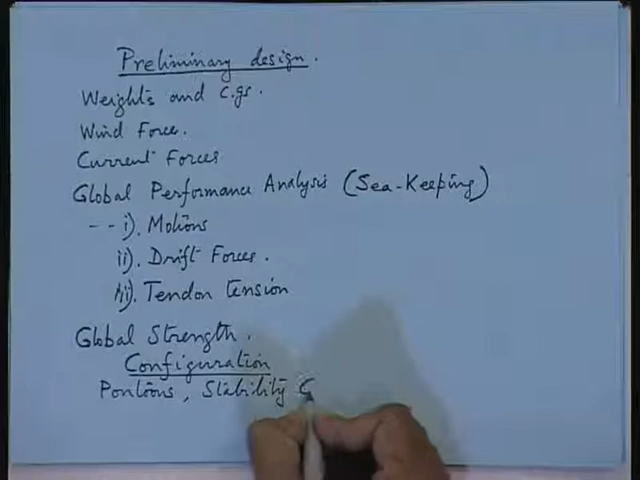 Preliminary design.
Weights and c.gs.
Wind Force.
Current Forces
Global Performance Analysis (Sea-Keeping)
-- i). Motions
ii). Drift Forces.
iii). Tendon tension
Global Strength.
Configuration
Pontoons, Stability C